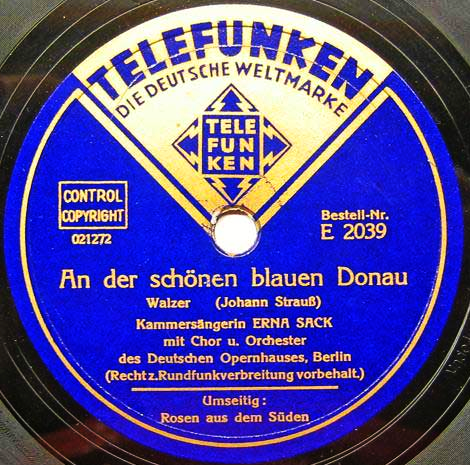 TELEFUNKEN
DIE DEUTSCHE WELTMARKE
TELE
FUN
KEN
CONTROL
COPYRIGHT
021272
Bestell-Nr.
E 2039
An der schönen blauen Donau
Walzer (Johann Strauß)
Kammersängerin ERNA SACK
mit Chor u. Orchester
des Deutschen Opernhauses, Berlin
(Recht z. Rundfunkverbreitung vorbehalt.)
Umseitig:
Rosen aus dem Süden